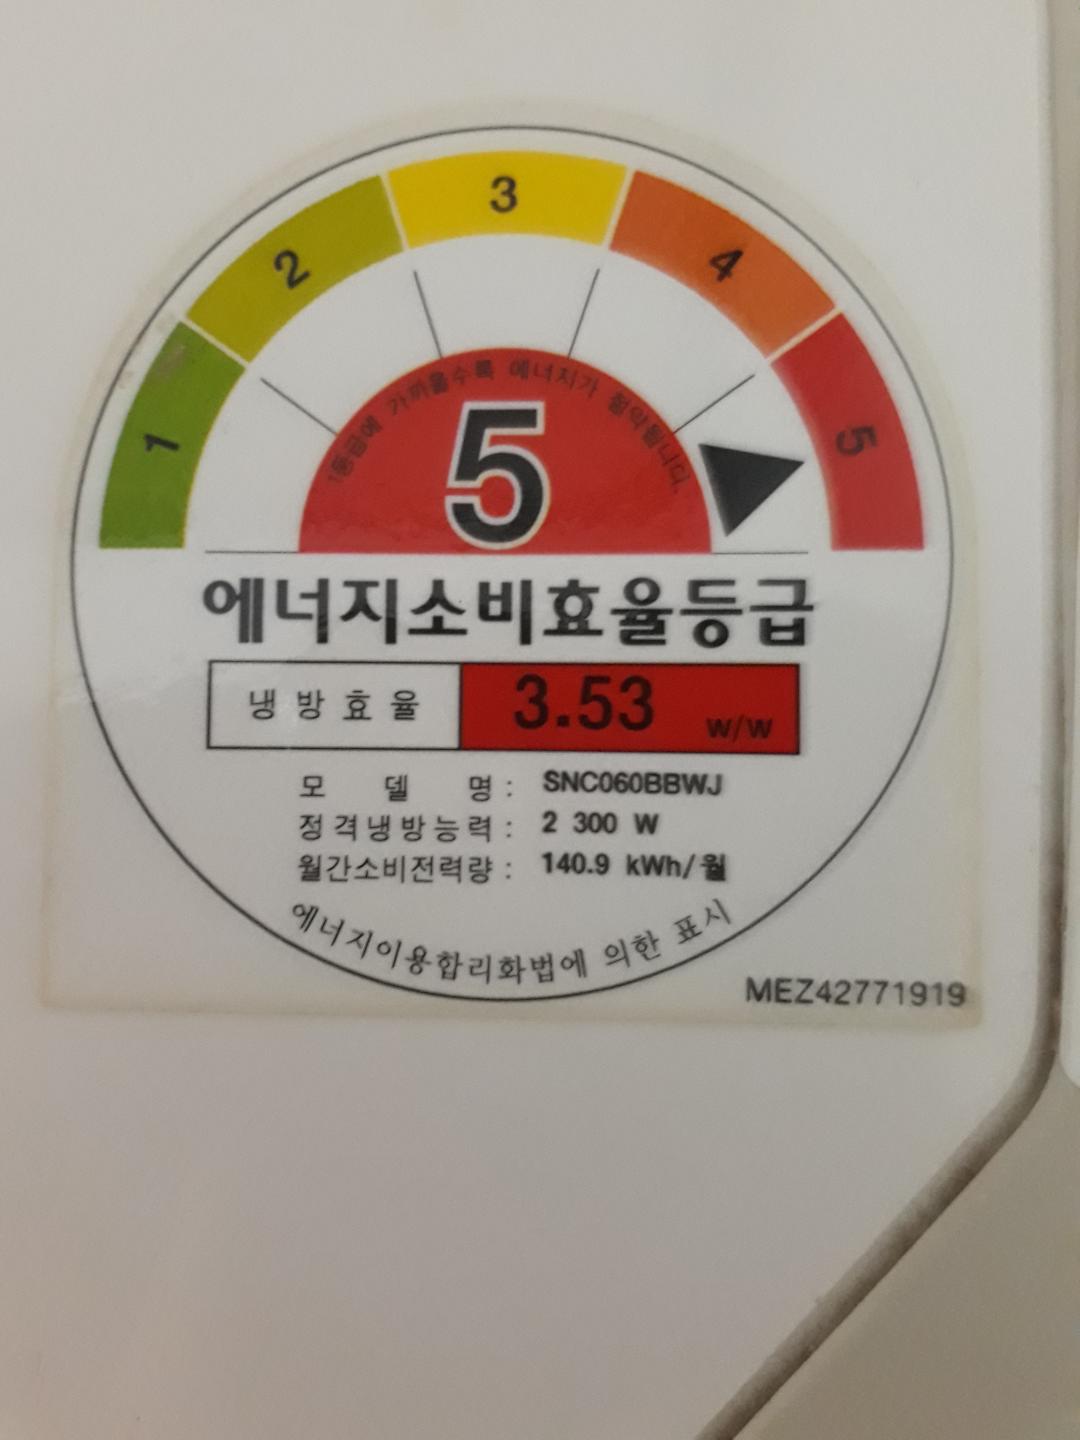 1
2
3
4
5
1등급에 가까울수록 에너지가 절약됩니다.
5
에너지소비효율등급
냉방효율 3.53 w/w
모델명 : SNC060BBWJ
정격냉방능력 : 2 300 W
월간소비전력량 : 140.9 kWh/월
에너지이용합리화법에 의한 표시
MEZ42771919